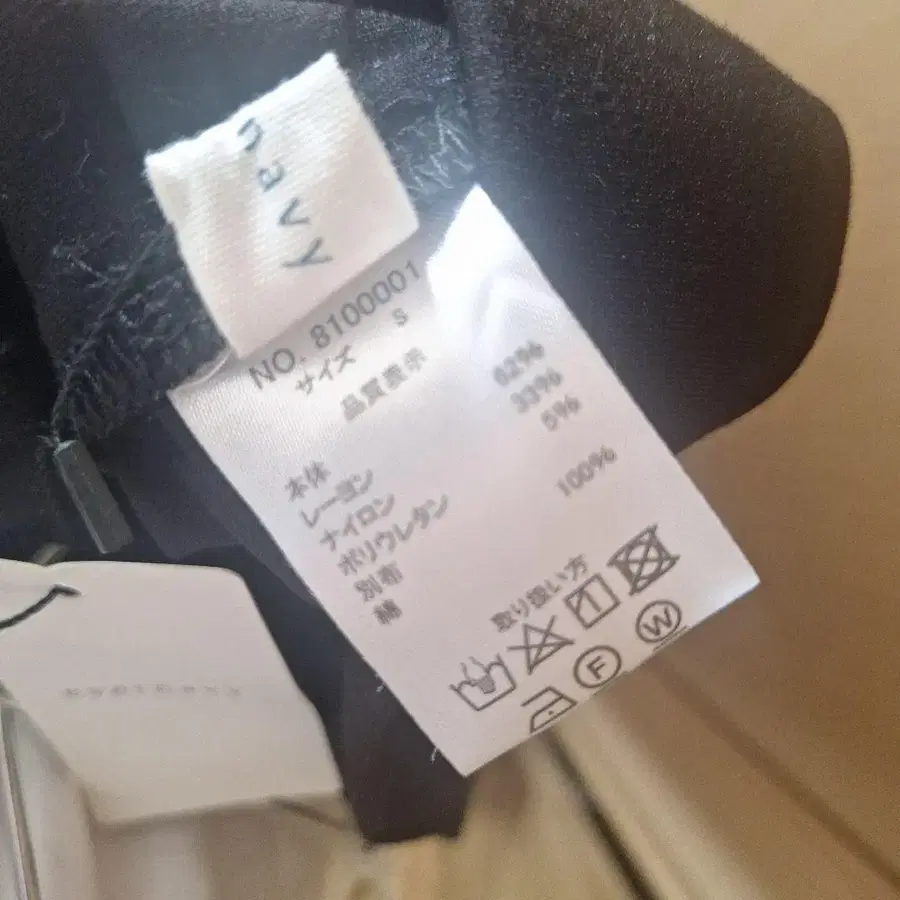 navy
NO. 8100001
サイズ S
品質表示
本体
レーヨン 62%
ナイロン 33%
ポリウレタン 5%
別布
綿 100%
取り扱い方
F W